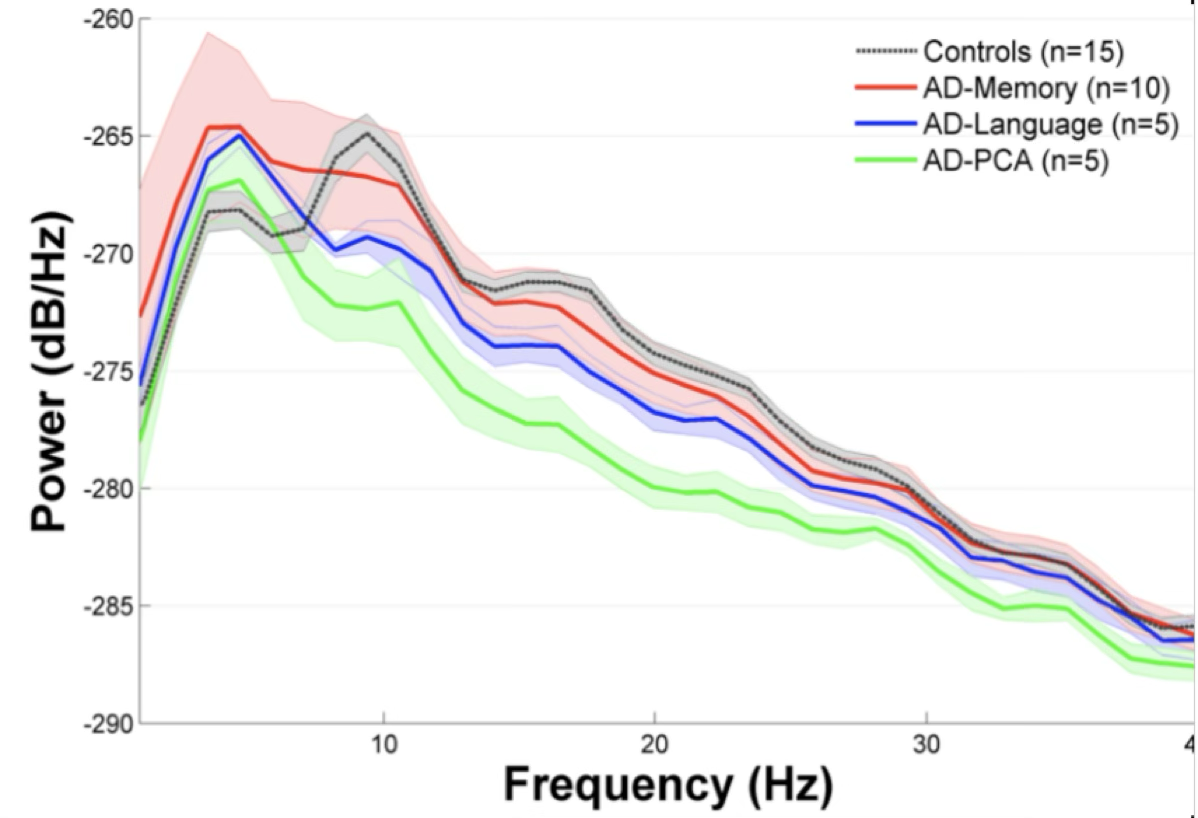 -260
-265
-270
-275
-280
-285
-290
Power (dB/Hz)
Controls (n=15)
AD-Memory (n=10)
AD-Language (n=5)
AD-PCA (n=5)
10 20 30 4
Frequency (Hz)